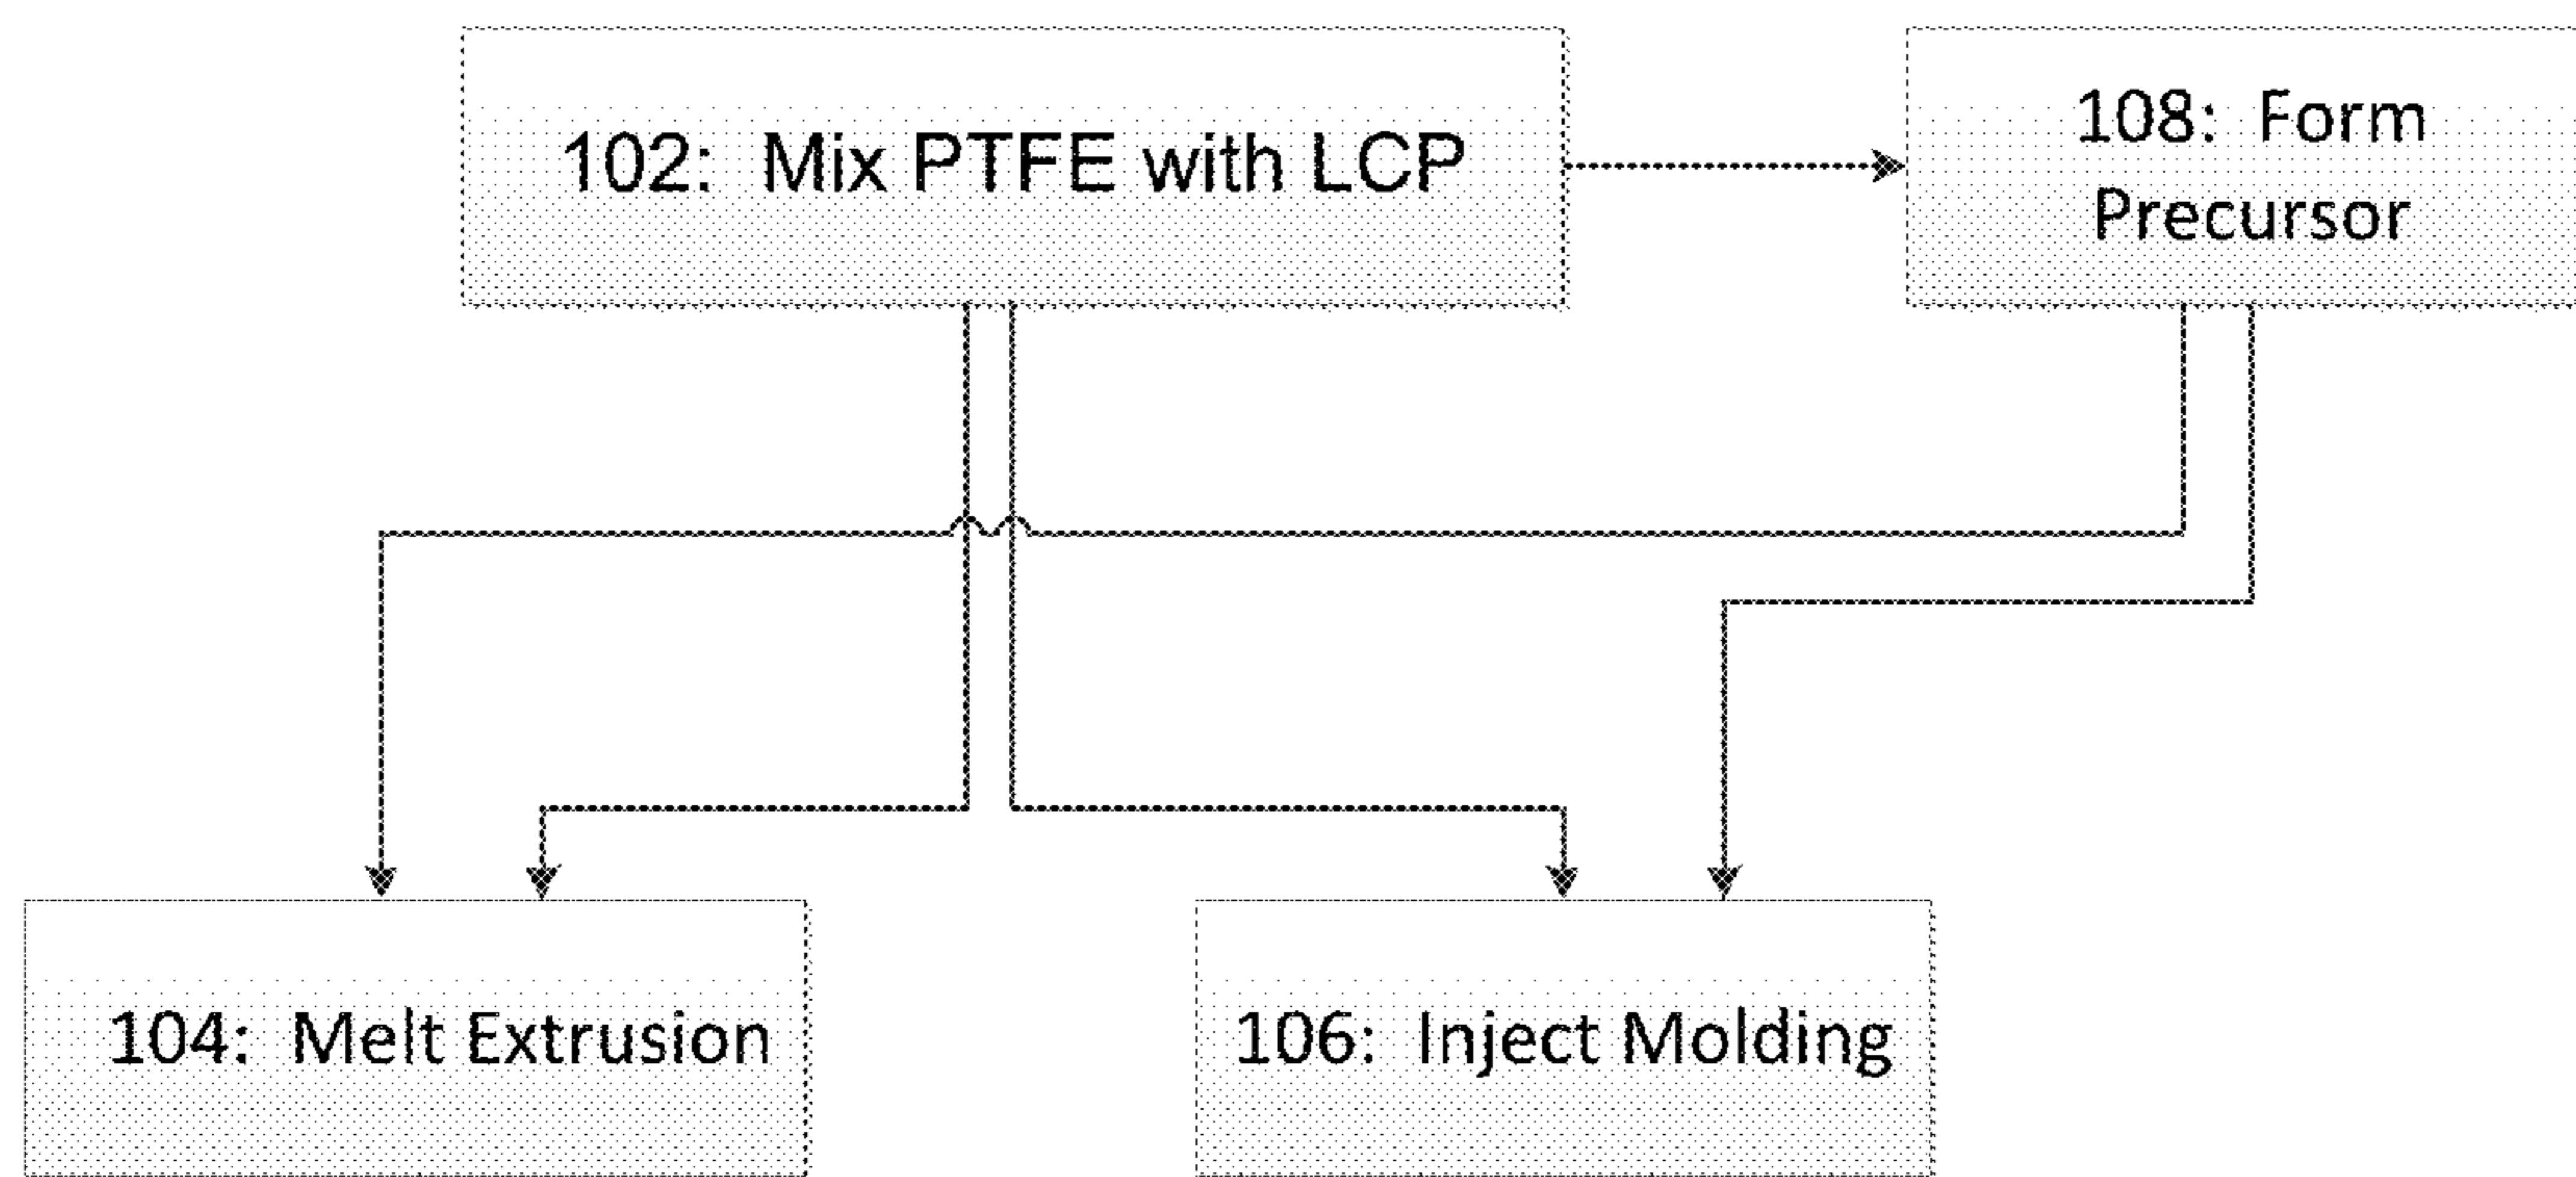 102: Mix PTFE with LCP
108: Form
Precursor
104: Melt Extrusion
106: Inject Molding